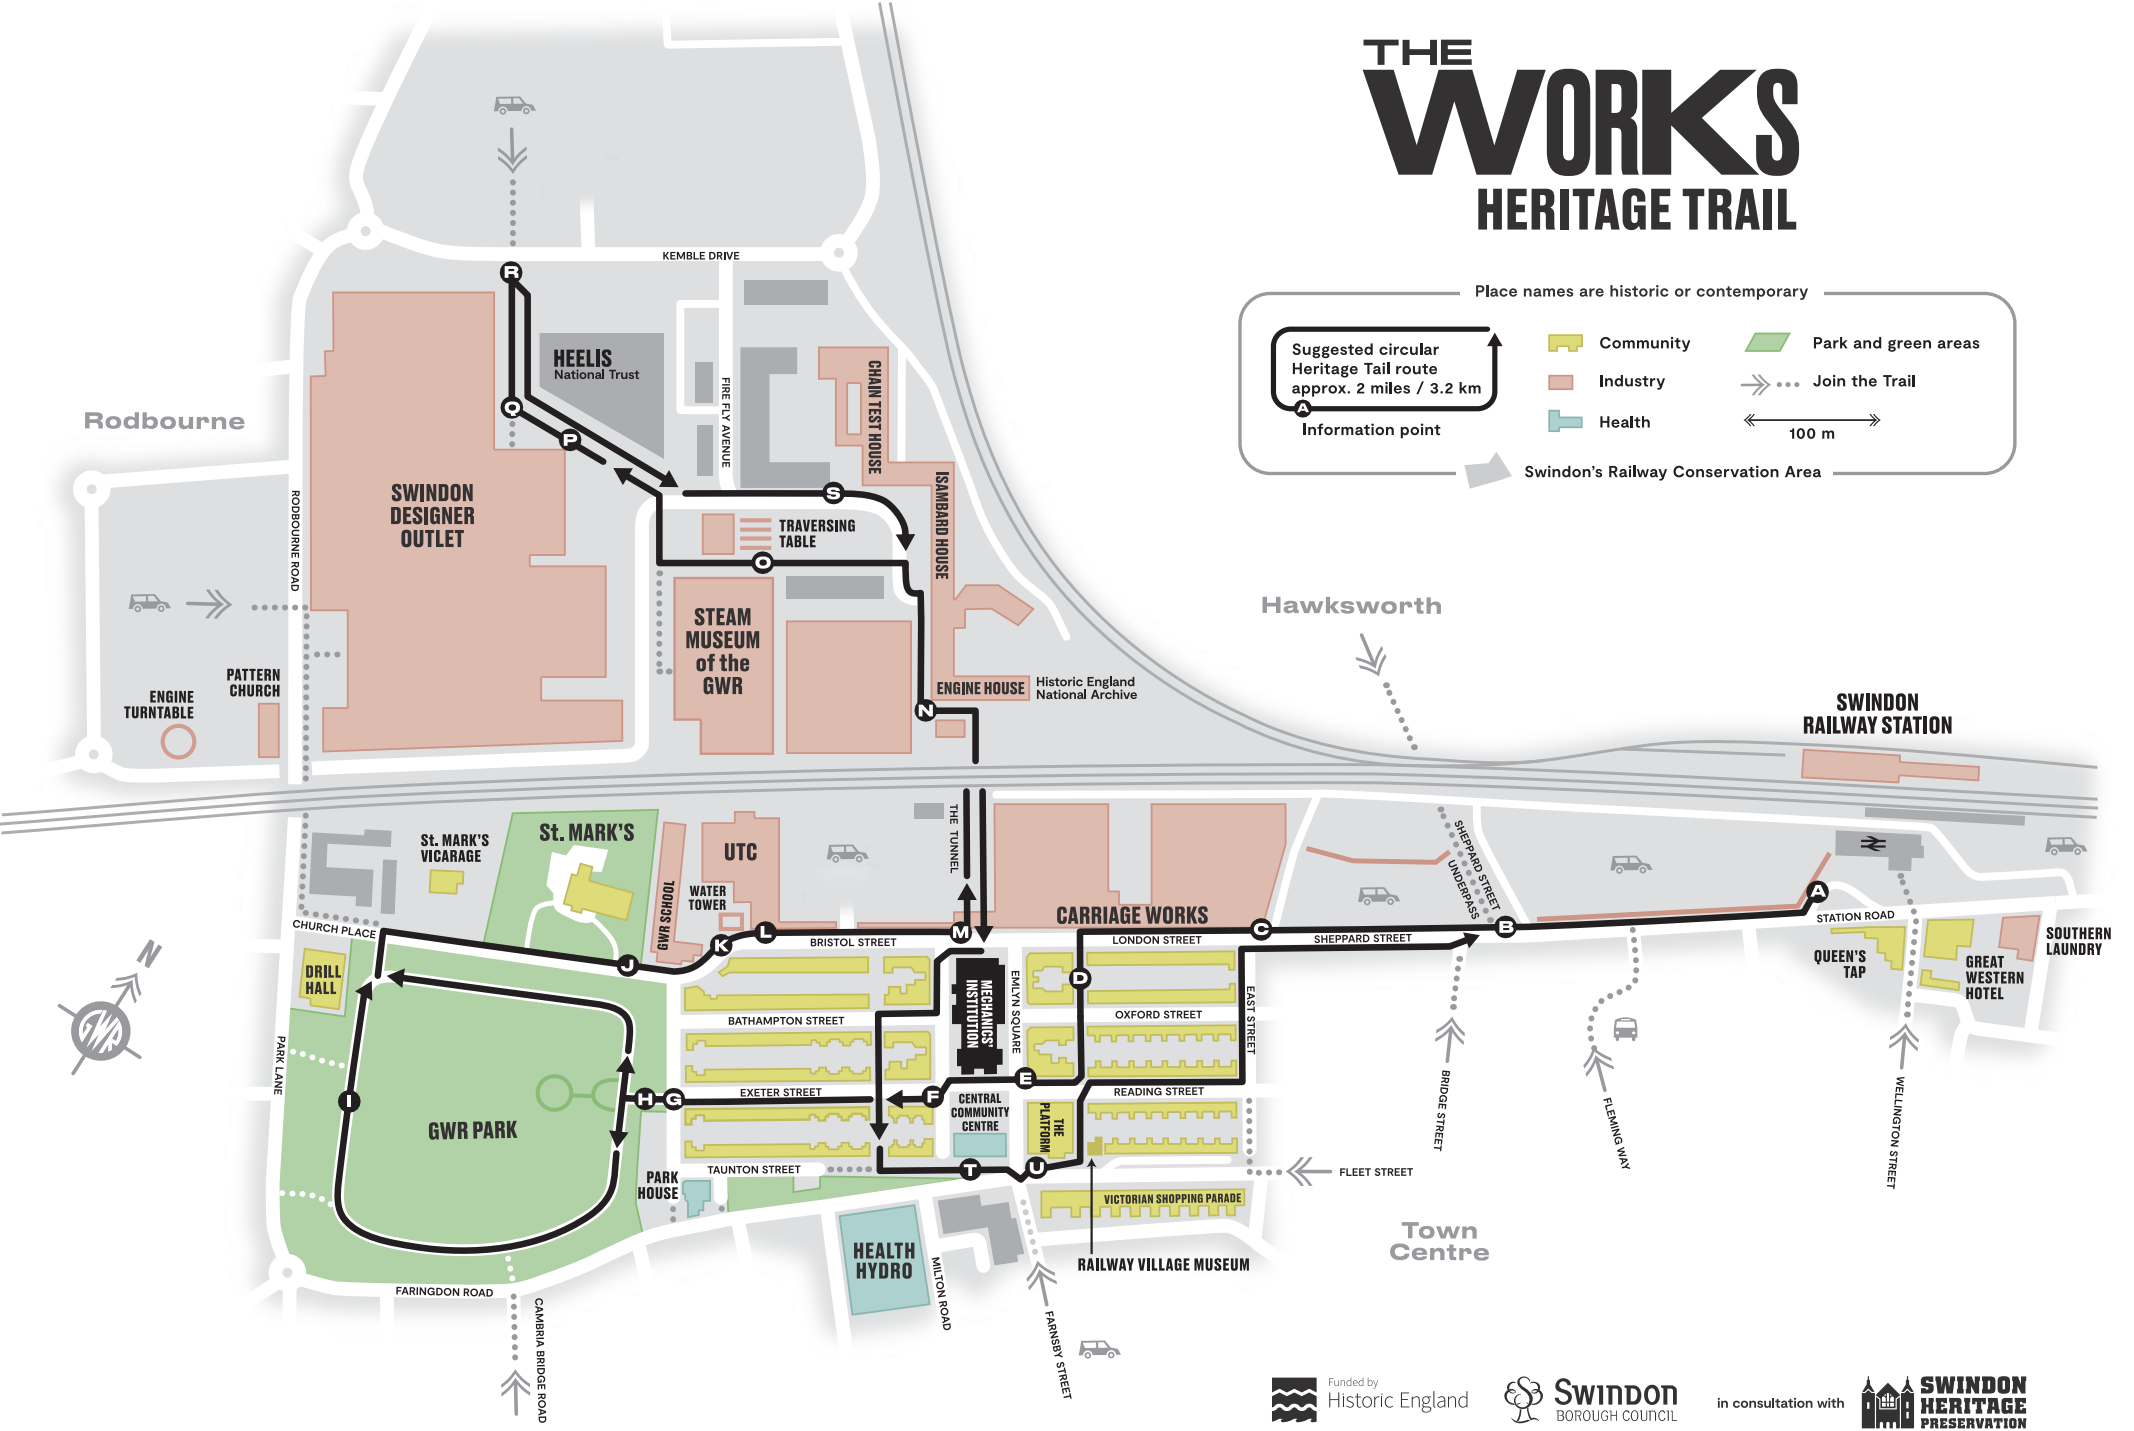 THE
WORKS
HERITAGE TRAIL
Place names are historic or contemporary
Suggested circular
Heritage Tail route
approx. 2 miles / 3.2 km
A
Information point
Community
Industry
Health
Park and green areas
Join the Trail
100 m
Swindon's Railway Conservation Area
KEMBLE DRIVE
R
HEELIS
National Trust
FIRE FLY AVENUE
CHAIN TEST HOUSE
Rodbourne
Q
P
RODBOURNE ROAD
SWINDON
DESIGNER
OUTLET
S
ISAMBARD HOUSE
TRAVERSING
TABLE
O
STEAM
MUSEUM
of the
GWR
Hawksworth
PATTERN
CHURCH
ENGINE
TURNTABLE
ENGINE HOUSE
Historic England
National Archive
N
SWINDON
RAILWAY STATION
St. MARK'S
VICARAGE
St. MARK'S
GWR SCHOOL
UTC
WATER
TOWER
THE TUNNEL
CARRIAGE WORKS
SHEPPARD STREET
UNDERPASS
A
STATION ROAD
CHURCH PLACE
J
K
L
BRISTOL STREET
M
LONDON STREET
C
SHEPPARD STREET
B
QUEEN'S
TAP
GREAT
WESTERN
HOTEL
SOUTHERN
LAUNDRY
DRILL
HALL
N
GWR
PARK LANE
MECHANICS'
INSTITUTION
EMLYN SQUARE
D
EAST STREET
BATHAMPTON STREET
OXFORD STREET
I
GWR PARK
H
G
EXETER STREET
F
E
READING STREET
CENTRAL
COMMUNITY
CENTRE
THE
PLATFORM
BRIDGE STREET
FLEMING WAY
WELLINGTON STREET
TAUNTON STREET
T
U
FLEET STREET
PARK
HOUSE
VICTORIAN SHOPPING PARADE
Town
Centre
HEALTH
HYDRO
MILTON ROAD
RAILWAY VILLAGE MUSEUM
FARINGDON ROAD
CAMBRIA BRIDGE ROAD
FARNSBY STREET
Funded by
Historic England
SWINDON
BOROUGH COUNCIL
in consultation with
SWINDON
HERITAGE
PRESERVATION